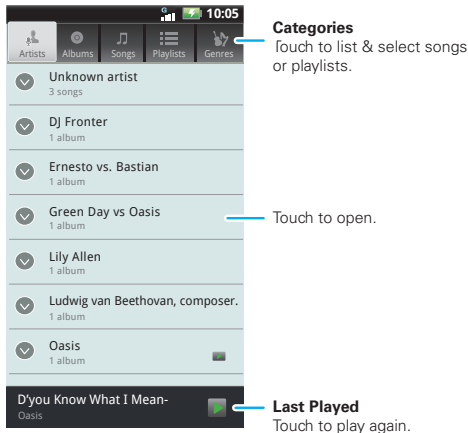 G 10:05
Artists Albums Songs Playlists Genres
Unknown artist
3 songs
DJ Fronter
1 album
Ernesto vs. Bastian
1 album
Green Day vs Oasis
1 album
Lily Allen
1 album
Ludwig van Beethovan, composer.
1 album
Oasis
1 album
D'you Know What I Mean-
Oasis
Categories
Touch to list & select songs
or playlists.
Touch to open.
Last Played
Touch to play again.